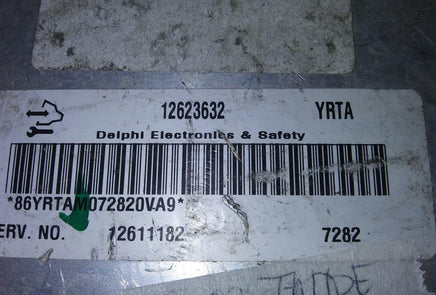 12623632 YRTA
Delphi Electronics & Safety
*86YRTAM072820VA9*
ERV. NO. 12611182 7282